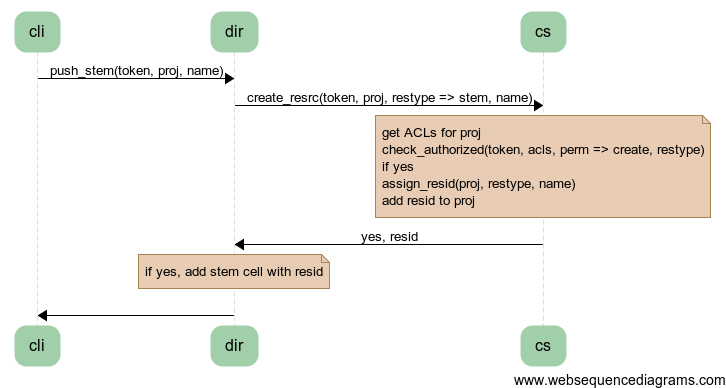 cli
dir
cs
push_stem(token, proj, name)
create_resrc(token, proj, restype => stem, name)
get ACLs for proj
check_authorized(token, acls, perm => create, restype)
if yes
assign_resid(proj, restype, name)
add resid to proj
yes, resid
if yes, add stem cell with resid
cli
dir
cs
www.websequencediagrams.com